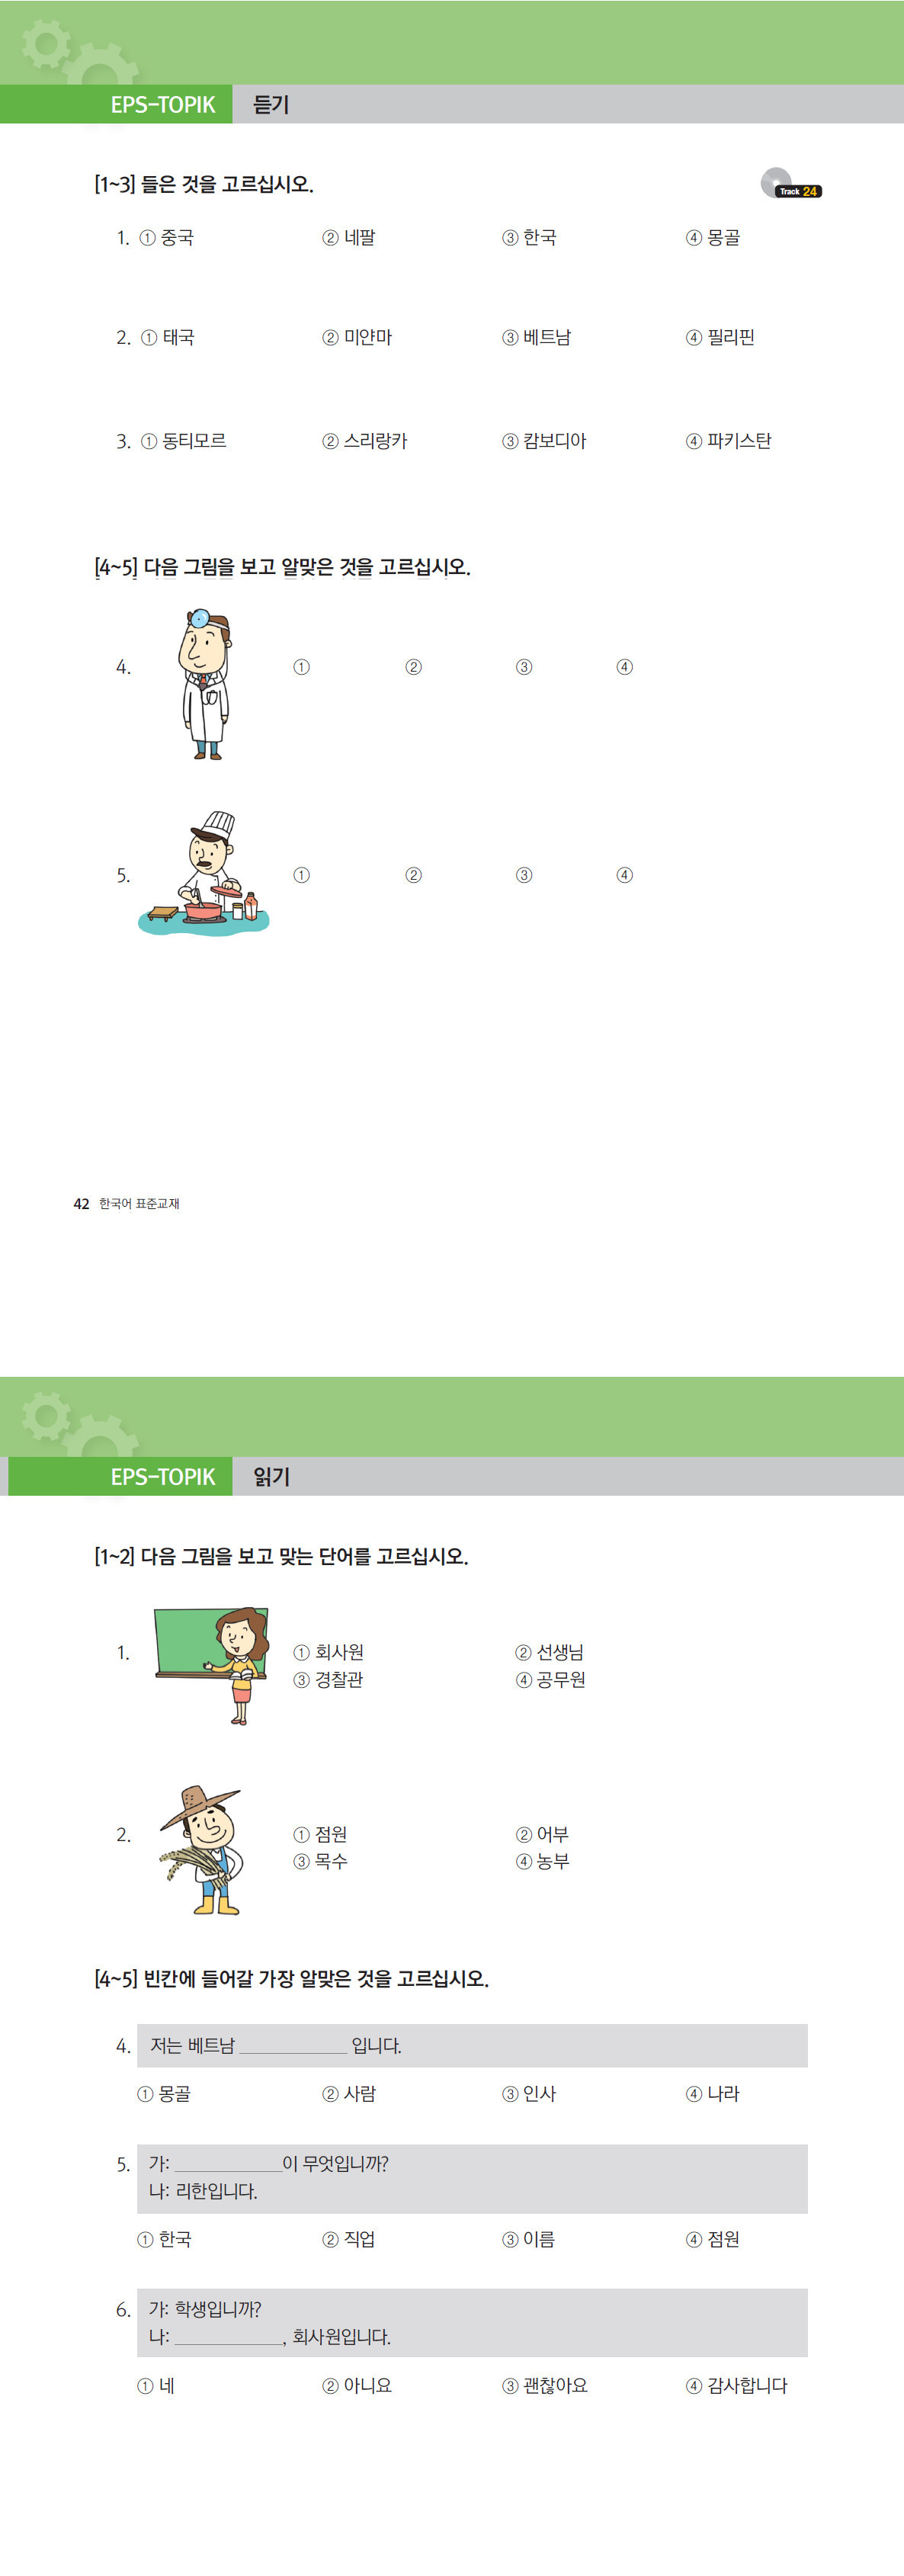 EPS-TOPIK 듣기
[1~3] 들은 것을 고르십시오.
Track 24
1. ① 중국 ② 네팔 ③ 한국 ④ 몽골
2. ① 태국 ② 미얀마 ③ 베트남 ④ 필리핀
3. ① 동티모르 ② 스리랑카 ③ 캄보디아 ④ 파키스탄
[4~5] 다음 그림을 보고 알맞은 것을 고르십시오.
4. ① ② ③ ④
5. ① ② ③ ④
42 한국어 표준교재
EPS-TOPIK 읽기
[1~2] 다음 그림을 보고 맞는 단어를 고르십시오.
1. ① 회사원 ② 선생님
③ 경찰관 ④ 공무원
2. ① 점원 ② 어부
③ 목수 ④ 농부
[4~5] 빈칸에 들어갈 가장 알맞은 것을 고르십시오.
4. 저는 베트남 ____________ 입니다.
① 몽골 ② 사람 ③ 인사 ④ 나라
5. 가: ____________이 무엇입니까?
나: 리한입니다.
① 한국 ② 직업 ③ 이름 ④ 점원
6. 가: 학생입니까?
나: ____________, 회사원입니다.
① 네 ② 아니요 ③ 괜찮아요 ④ 감사합니다